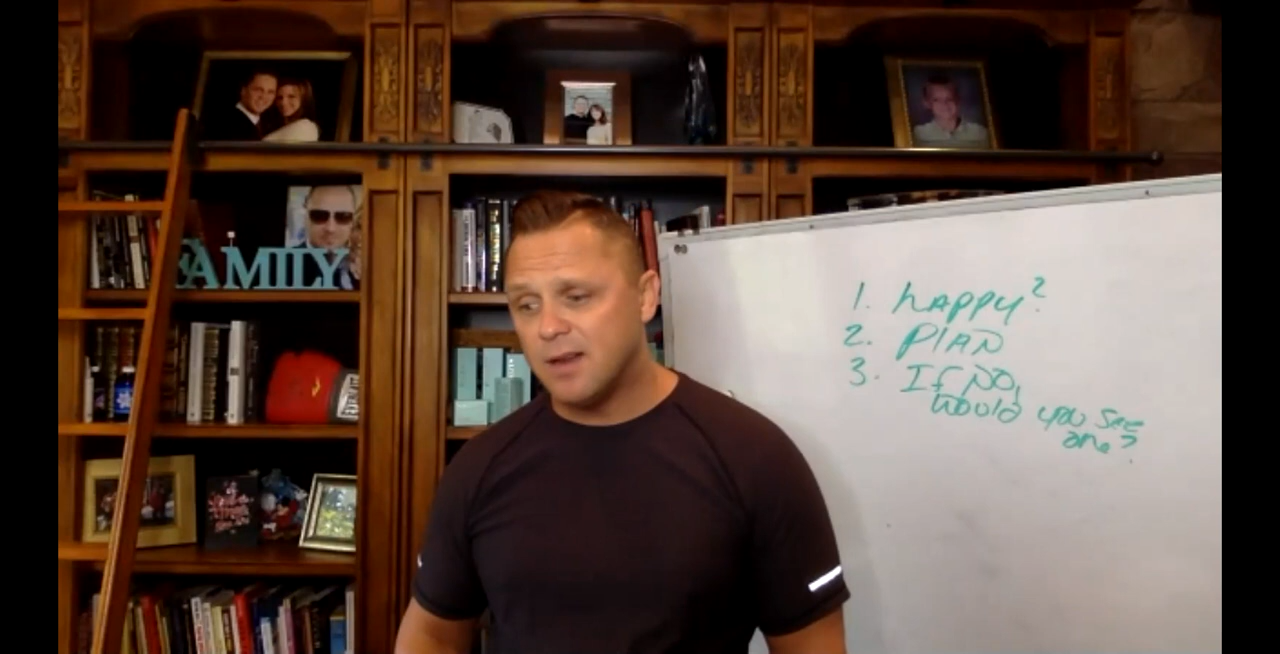 FAMILY
1. HAPPY?
2. PlAN
3. If NO,
Would you see
one?